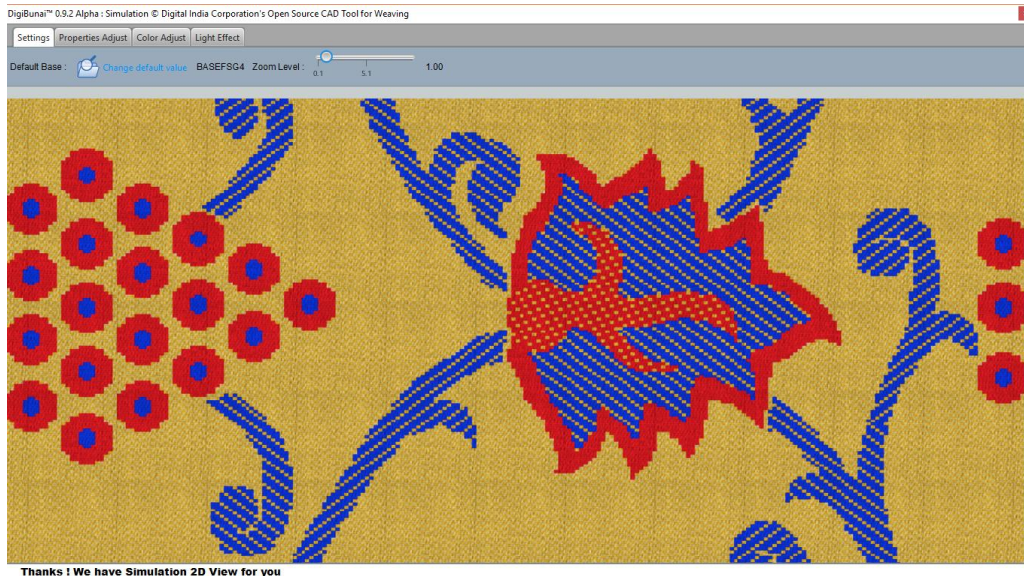 DigiBunai™ 0.9.2 Alpha : Simulation © Digital India Corporation's Open Source CAD Tool for Weaving
Settings Properties Adjust Color Adjust Light Effect
Default Base : Change default value BASEFSG4 Zoom Level : 1.00
0.1 5.1
Thanks ! We have Simulation 2D View for you